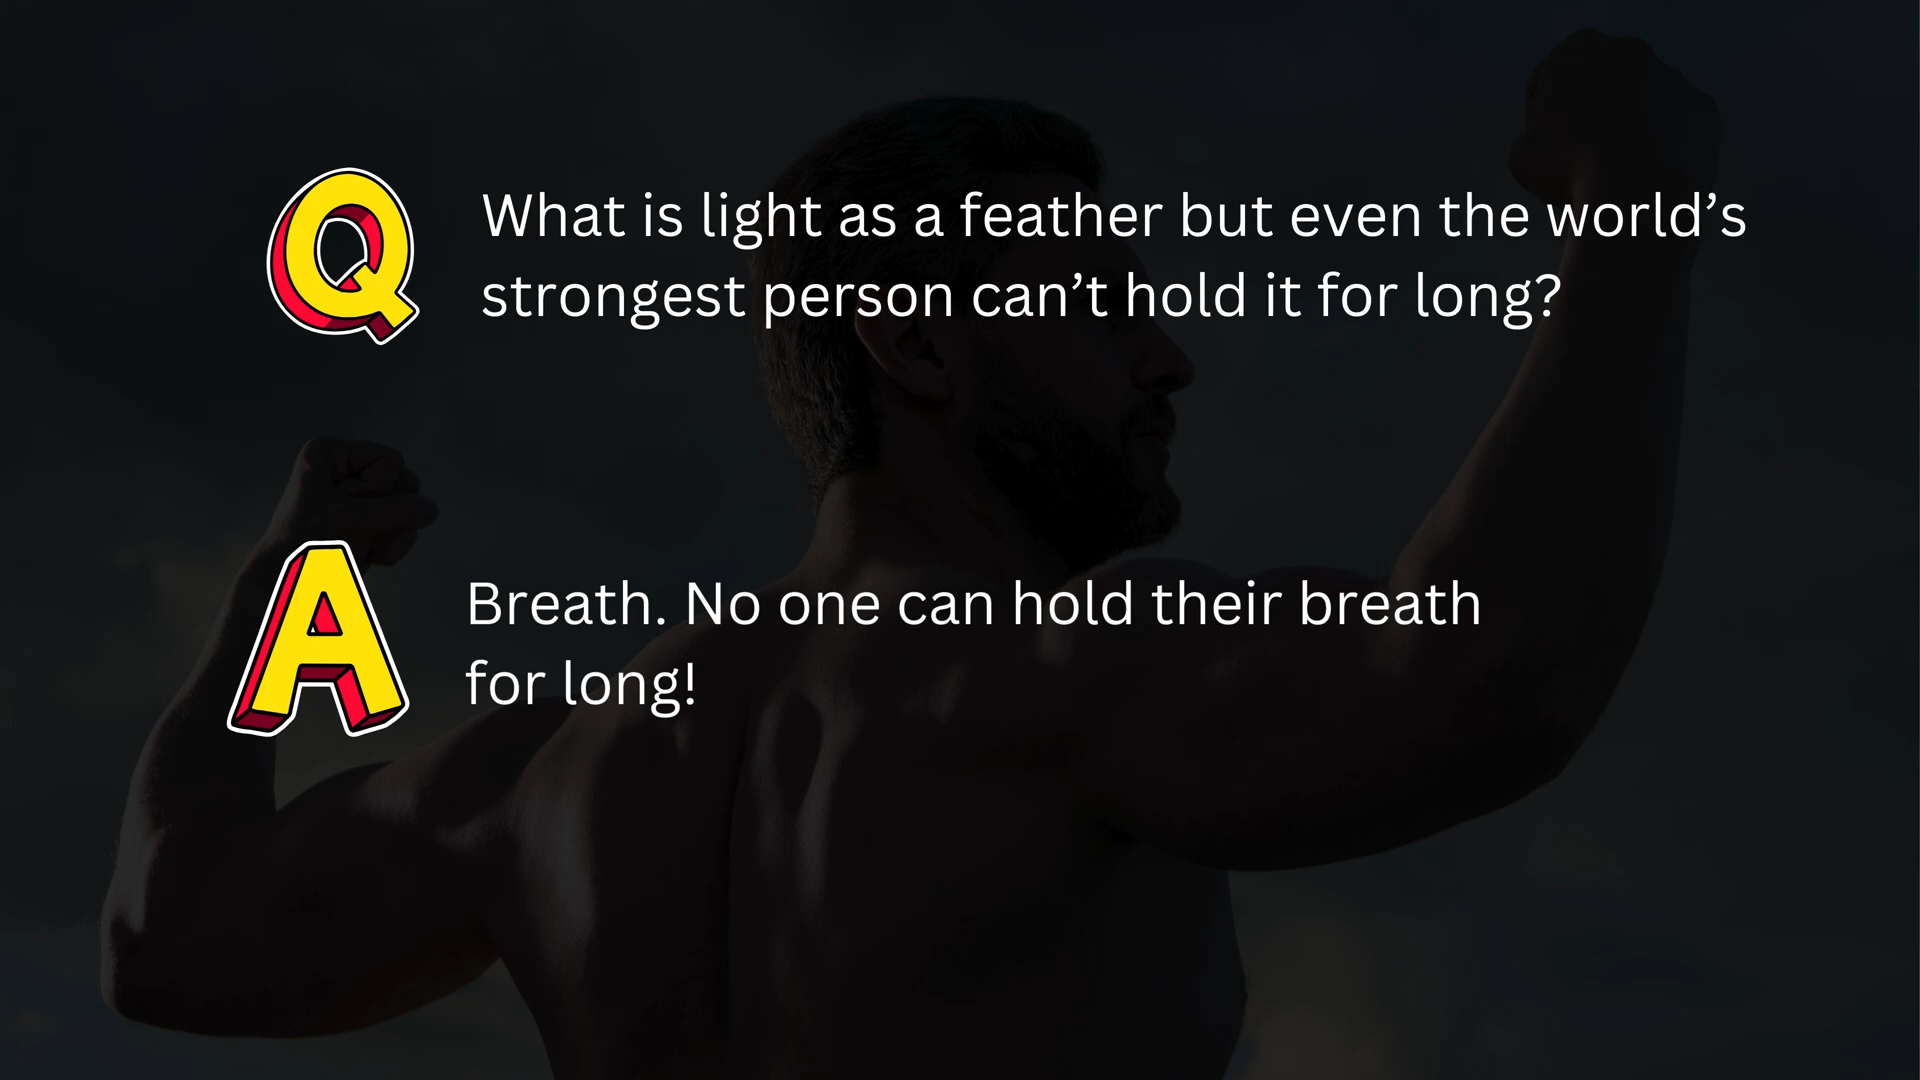 Q
What is light as a feather but even the world’s
strongest person can’t hold it for long?
A
Breath. No one can hold their breath
for long!